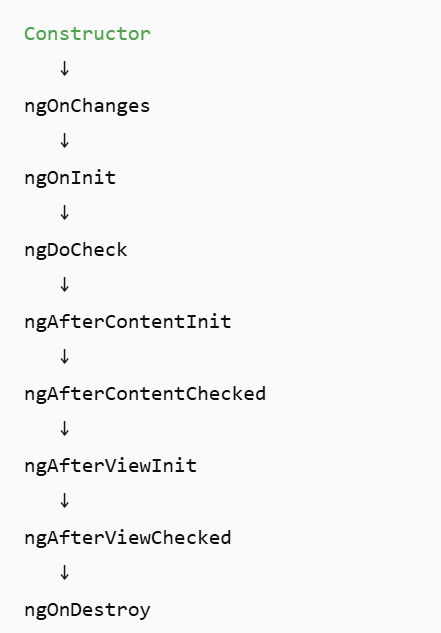 Constructor
↓
ngOnChanges
↓
ngOnInit
↓
ngDoCheck
↓
ngAfterContentInit
↓
ngAfterContentChecked
↓
ngAfterViewInit
↓
ngAfterViewChecked
↓
ngOnDestroy